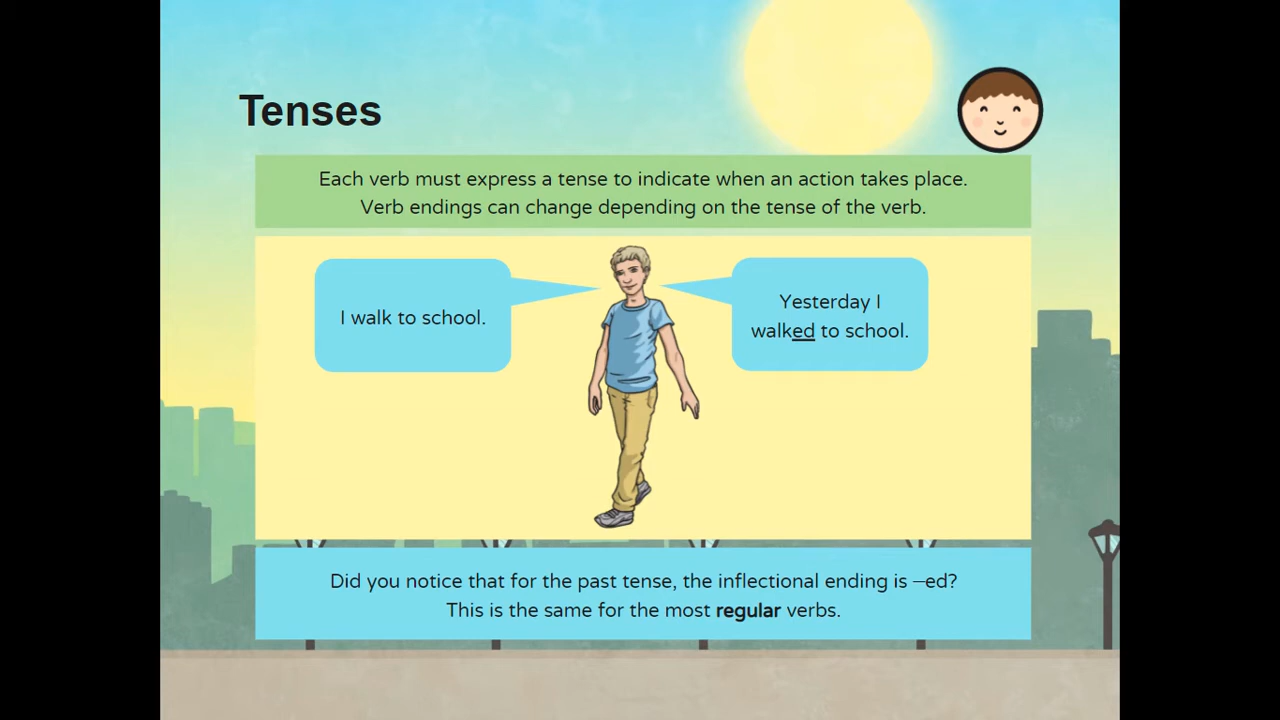 Tenses
Each verb must express a tense to indicate when an action takes place.
Verb endings can change depending on the tense of the verb.
I walk to school.
Yesterday I
walked to school.
Did you notice that for the past tense, the inflectional ending is –ed?
This is the same for the most regular verbs.